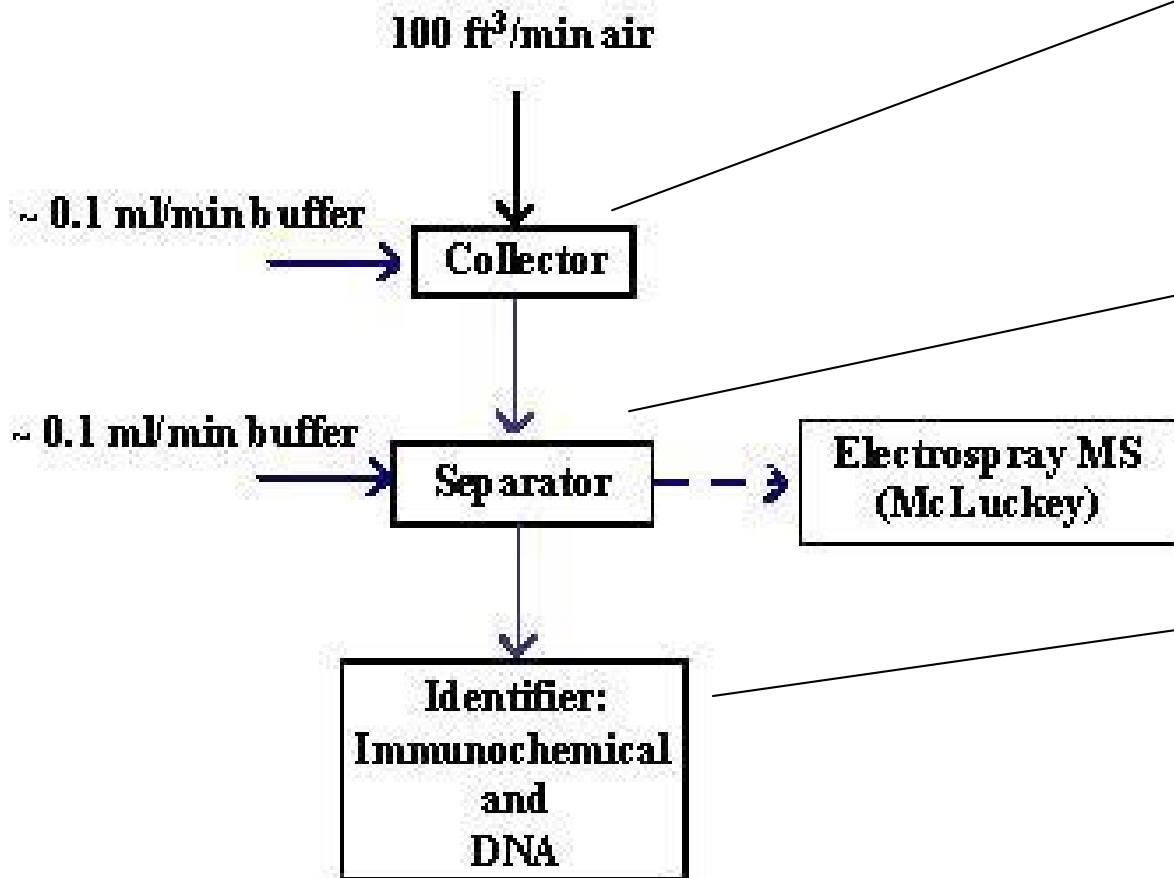 100 ft³/min air
~ 0.1 ml/min buffer
Collector
~ 0.1 ml/min buffer
Separator
Electrospray MS
(McLuckey)
Identifier:
Immunochemical
and
DNA